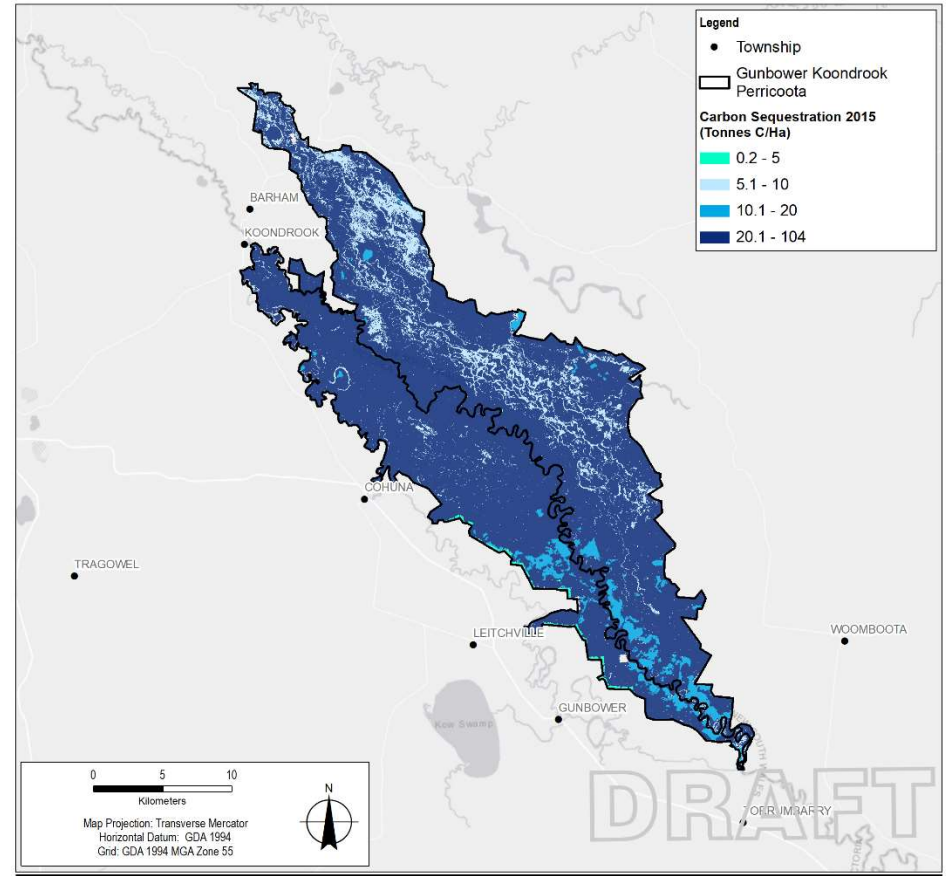 Legend
Township
Gunbower Koondrook
Perricoota
Carbon Sequestration 2015
(Tonnes C/Ha)
0.2 - 5
5.1 - 10
10.1 - 20
20.1 - 104
BARHAM
KOONDROOK
COHUNA
TRAGOWEL
LEITCHVILLE
WOOMBOOTA
GUNBOWER
Kow Swamp
TORRUMBARRY
DRAFT
0 5 10
Kilometers
Map Projection: Transverse Mercator
Horizontal Datum: GDA 1994
Grid: GDA 1994 MGA Zone 55
N